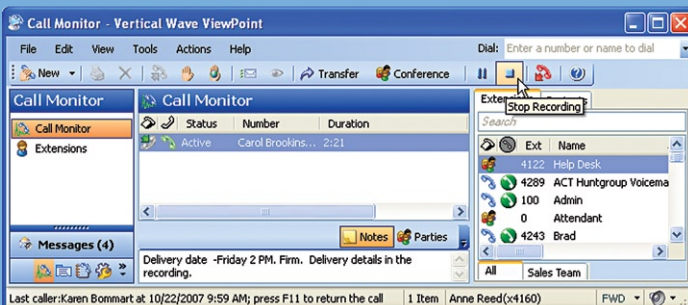 Call Monitor - Vertical Wave ViewPoint
File Edit View Tools Actions Help
Dial: Enter a number or name to dial
New Transfer Conference
Stop Recording
Call Monitor
Call Monitor
Extensions
Messages (4)
Call Monitor
Status Number Duration
Active Carol Brookins... 2:21
Notes Parties
Delivery date -Friday 2 PM. Firm. Delivery details in the
recording.
Search
Ext Name
4122 Help Desk
4289 ACT Huntgroup Voicema
100 Admin
0 Attendant
4243 Brad
All Sales Team
Last caller:Karen Bommart at 10/22/2007 9:59 AM; press F11 to return the call 1 Item Anne Reed(x4160) FWD